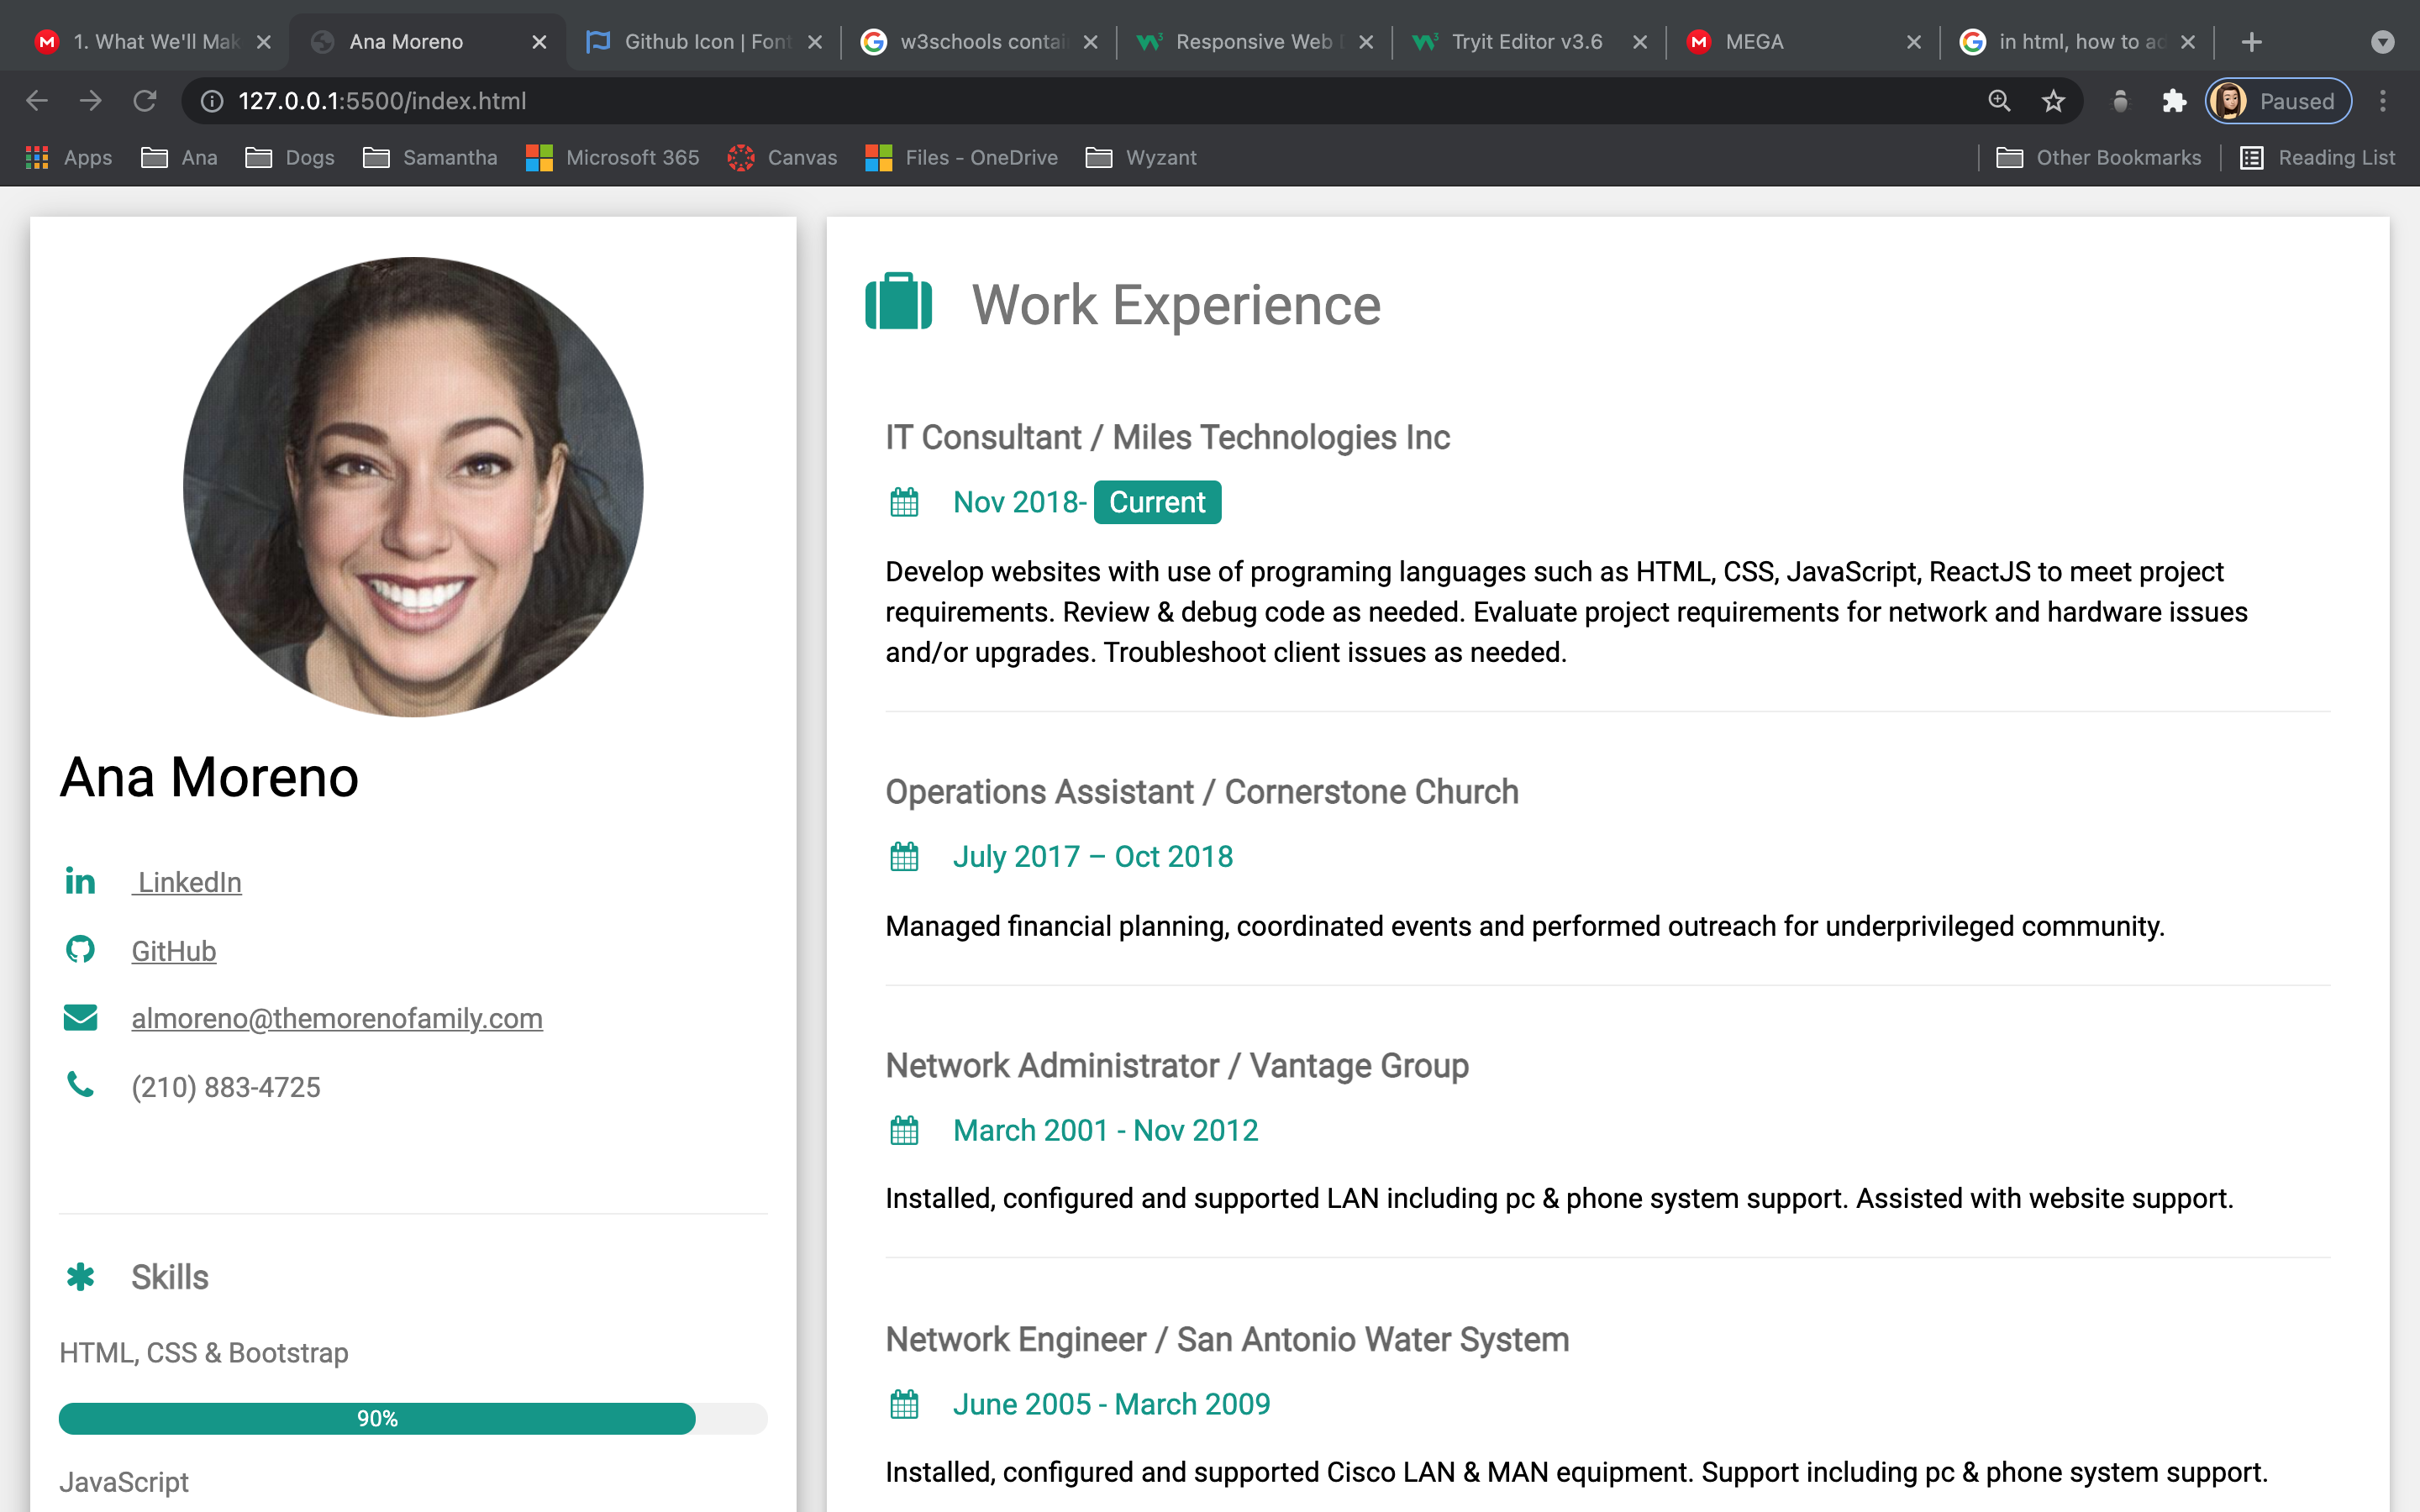 1. What We'll Mak
Ana Moreno
Github Icon | Font
w3schools contai
Responsive Web
Tryit Editor v3.6
MEGA
in html, how to ad
127.0.0.1:5500/index.html
Paused
Apps
Ana
Dogs
Samantha
Microsoft 365
Canvas
Files - OneDrive
Wyzant
Other Bookmarks
Reading List
Ana Moreno
LinkedIn
GitHub
almoreno@themorenofamily.com
(210) 883-4725
Skills
HTML, CSS & Bootstrap
90%
JavaScript
Work Experience
IT Consultant / Miles Technologies Inc
Nov 2018- Current
Develop websites with use of programing languages such as HTML, CSS, JavaScript, ReactJS to meet project
requirements. Review & debug code as needed. Evaluate project requirements for network and hardware issues
and/or upgrades. Troubleshoot client issues as needed.
Operations Assistant / Cornerstone Church
July 2017 – Oct 2018
Managed financial planning, coordinated events and performed outreach for underprivileged community.
Network Administrator / Vantage Group
March 2001 - Nov 2012
Installed, configured and supported LAN including pc & phone system support. Assisted with website support.
Network Engineer / San Antonio Water System
June 2005 - March 2009
Installed, configured and supported Cisco LAN & MAN equipment. Support including pc & phone system support.